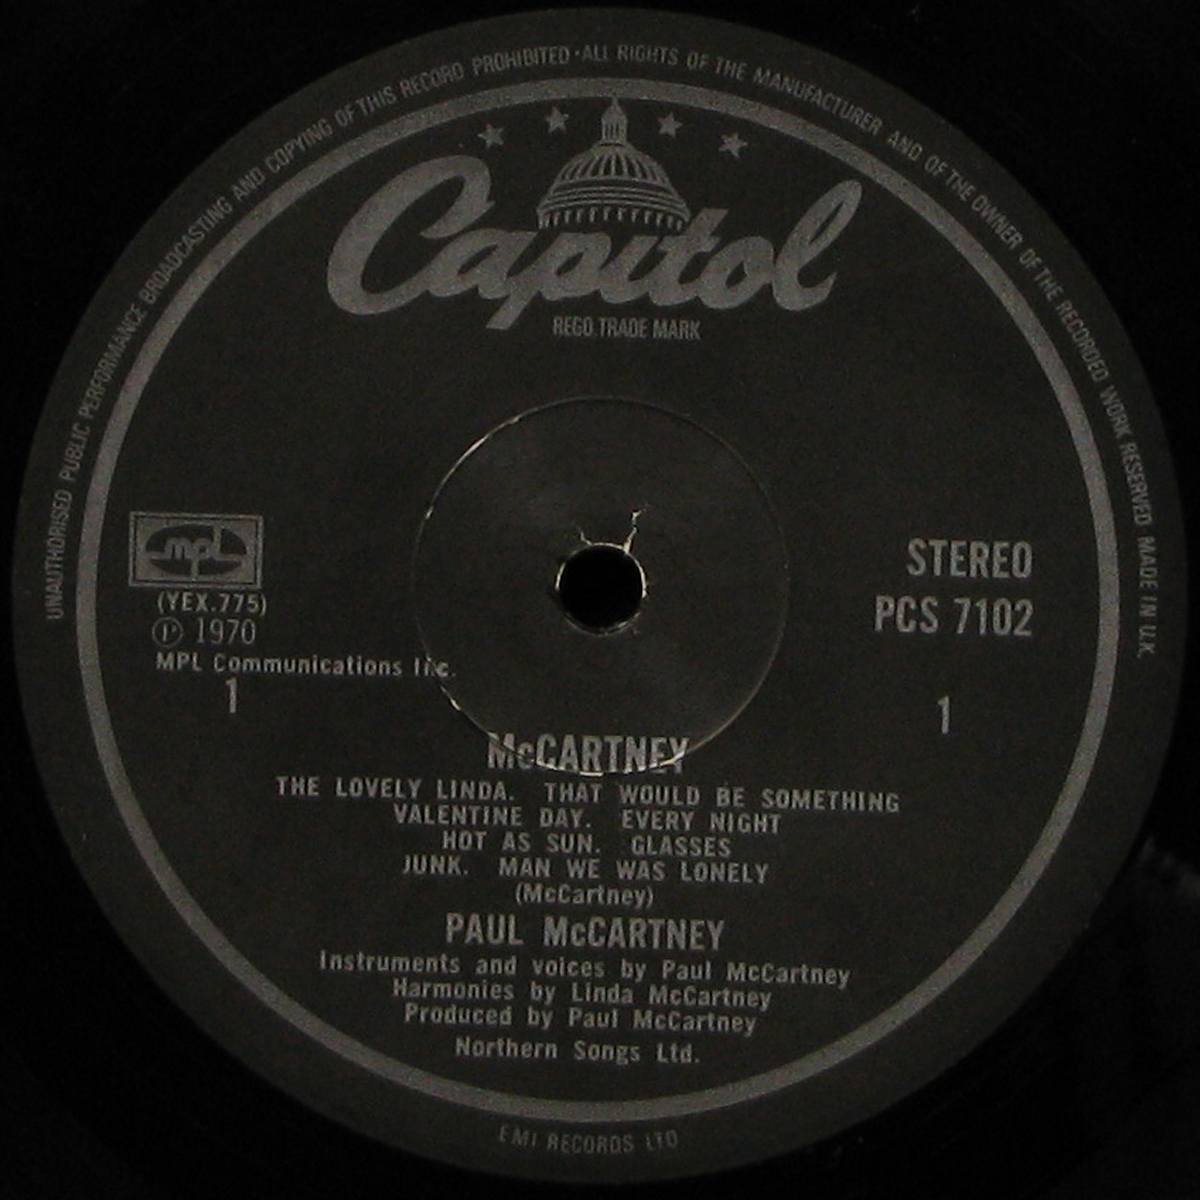 UNAUTHORISED PUBLIC PERFORMANCE BROADCASTING AND COPYING OF THIS RECORD PROHIBITED · ALL RIGHTS OF THE MANUFACTURER AND OF THE OWNER OF THE RECORDED WORK RESERVED MADE IN U.K.
Capitol
REGD. TRADE MARK
mpl
(YEX.775)
Ⓟ 1970
MPL Communications Inc.
1
STEREO
PCS 7102
1
McCARTNEY
THE LOVELY LINDA. THAT WOULD BE SOMETHING
VALENTINE DAY. EVERY NIGHT
HOT AS SUN. GLASSES
JUNK. MAN WE WAS LONELY
(McCartney)
PAUL McCARTNEY
Instruments and voices by Paul McCartney
Harmonies by Linda McCartney
Produced by Paul McCartney
Northern Songs Ltd.
EMI RECORDS LTD